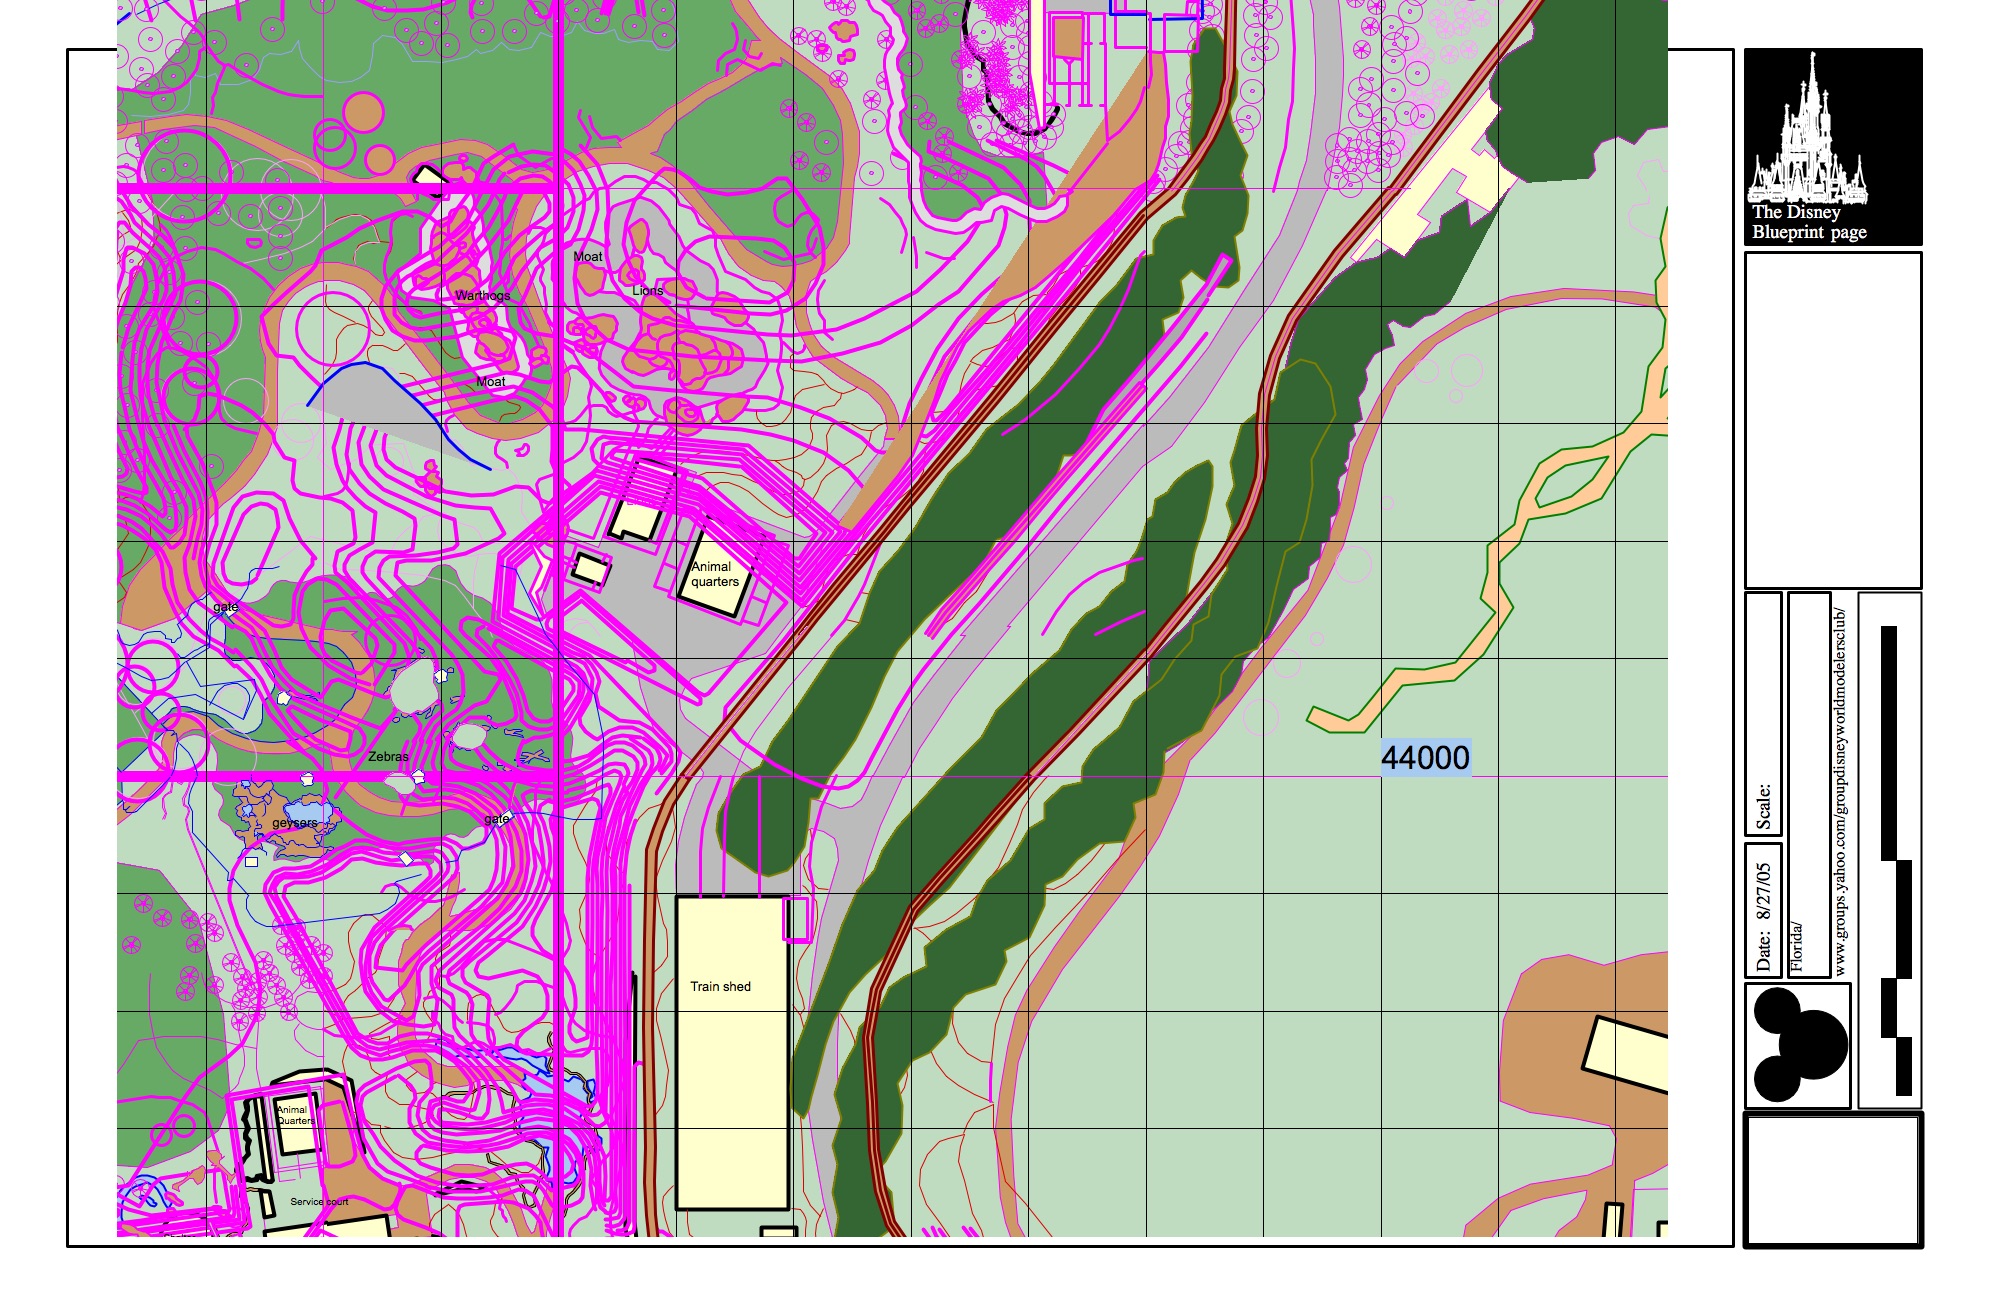 The Disney
Blueprint page
Moat
Lions
Warthogs
Moat
Animal
quarters
gate
Zebras
44000
geysers
gate
Train shed
Animal
Quarters
Service court
Scale:
Date: 8/27/05
Florida/
www.groups.yahoo.com/groupdisneyworldmodelersclub/